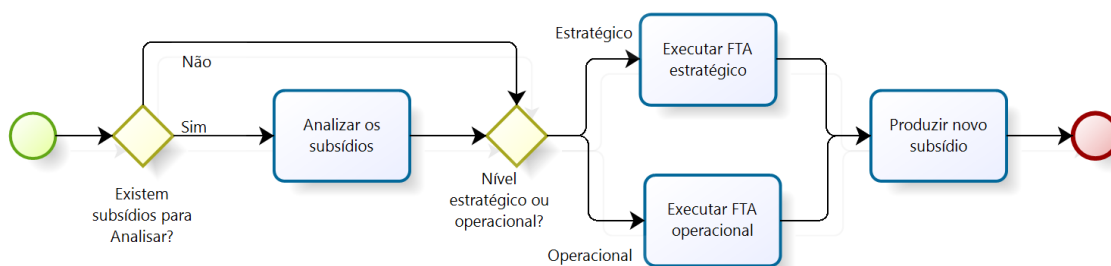 Não
Sim
Existem
subsídios para
Analisar?
Analizar os
subsídios
Nível
estratégico ou
operacional?
Estratégico
Executar FTA
estratégico
Operacional
Executar FTA
operacional
Produzir novo
subsídio